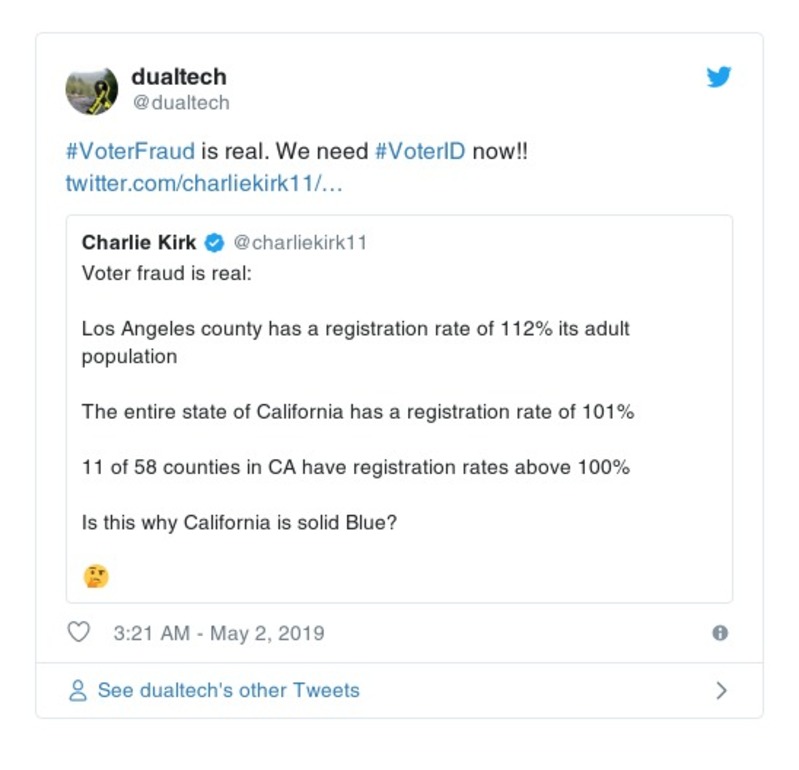 dualtech
@dualtech
#VoterFraud is real. We need #VoterID now!!
twitter.com/charliekirk11/…
Charlie Kirk @charliekirk11
Voter fraud is real:
Los Angeles county has a registration rate of 112% its adult
population
The entire state of California has a registration rate of 101%
11 of 58 counties in CA have registration rates above 100%
Is this why California is solid Blue?
3:21 AM - May 2, 2019
See dualtech's other Tweets